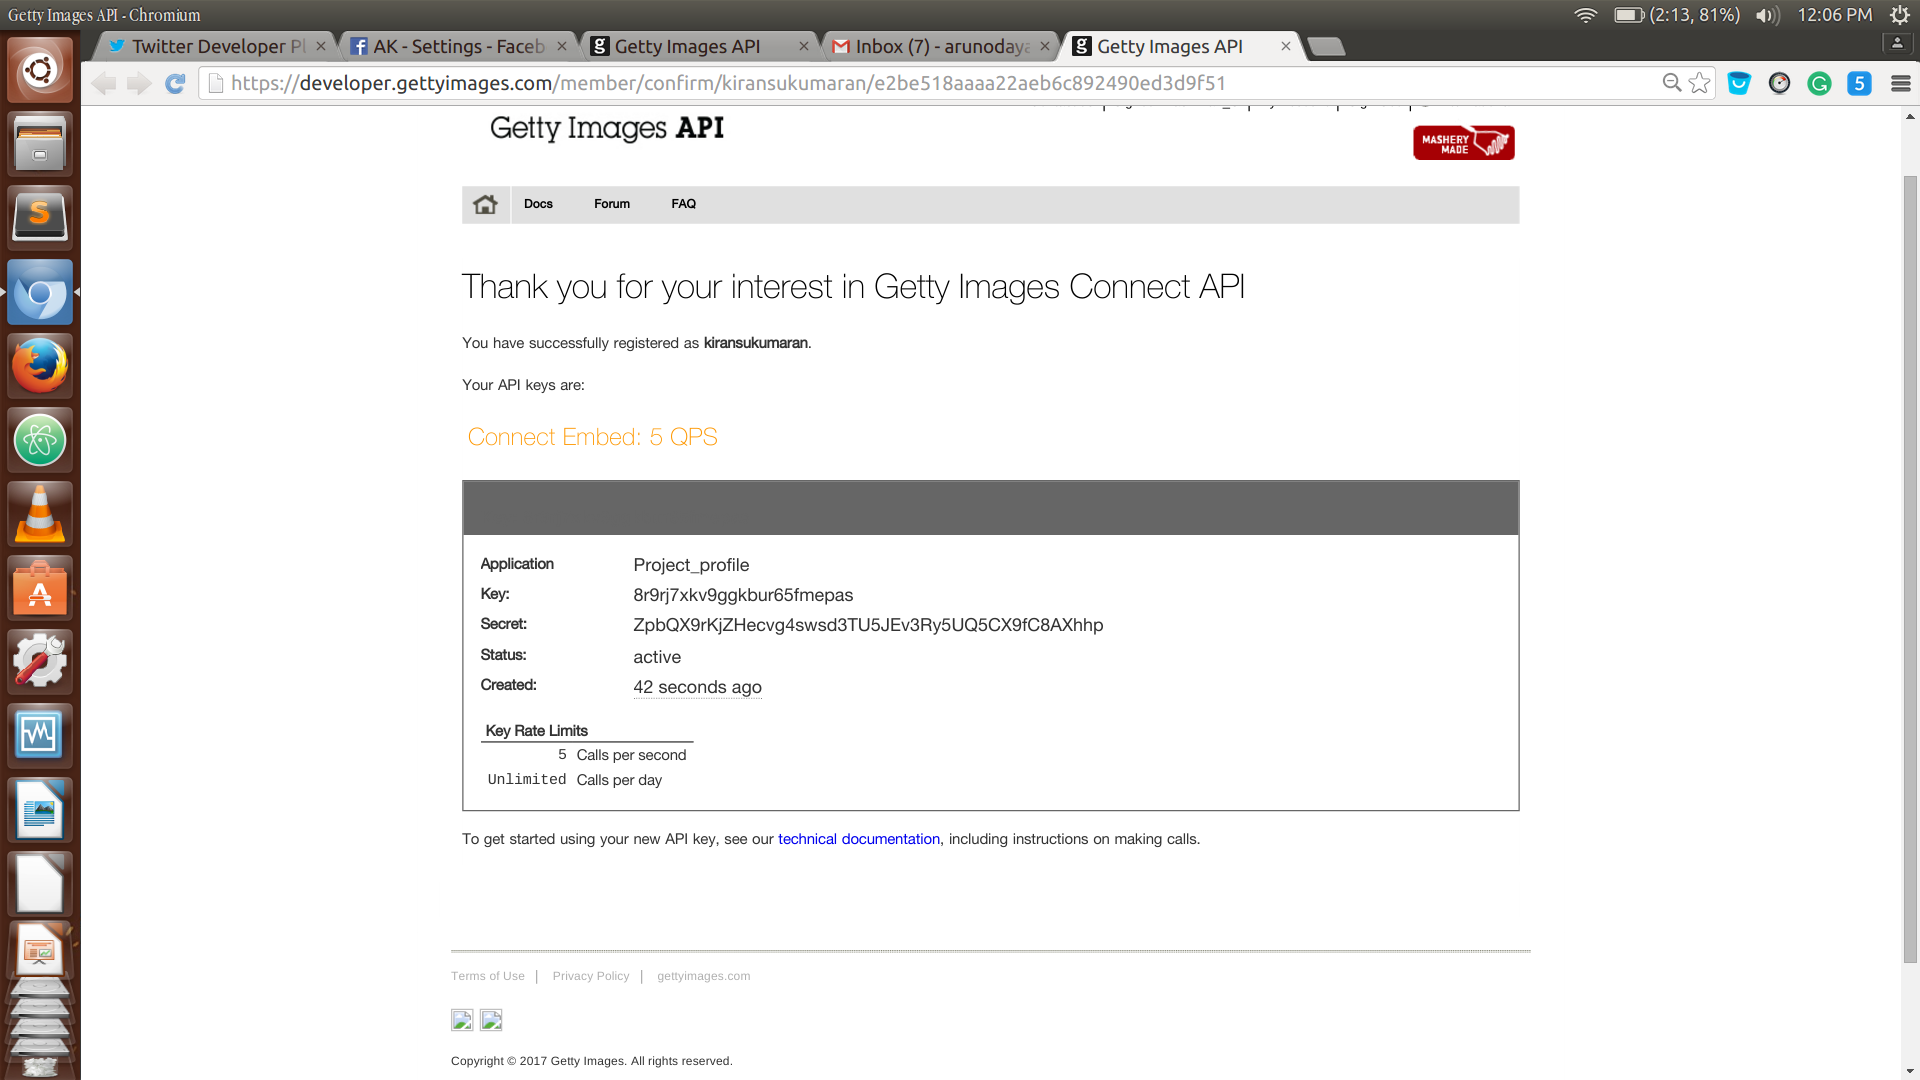 Getty Images API - Chromium
(2:13, 81%)
12:06 PM
Twitter Developer Pl
AK - Settings - Faceb
Getty Images API
Inbox (7) - arunodaya
Getty Images API
https://developer.gettyimages.com/member/confirm/kiransukumaran/e2be518aaaa22aeb6c892490ed3d9f51
Getty Images API
MASHERY MADE
Docs
Forum
FAQ
Thank you for your interest in Getty Images Connect API
You have successfully registered as kiransukumaran.
Your API keys are:
Connect Embed: 5 QPS
Application Project_profile
Key: 8r9rj7xkv9ggkbur65fmepas
Secret: ZpbQX9rKjZHecvg4swsd3TU5JEv3Ry5UQ5CX9fC8AXhhp
Status: active
Created: 42 seconds ago
Key Rate Limits
5 Calls per second
Unlimited Calls per day
To get started using your new API key, see our technical documentation, including instructions on making calls.
Terms of Use | Privacy Policy | gettyimages.com
Copyright © 2017 Getty Images. All rights reserved.